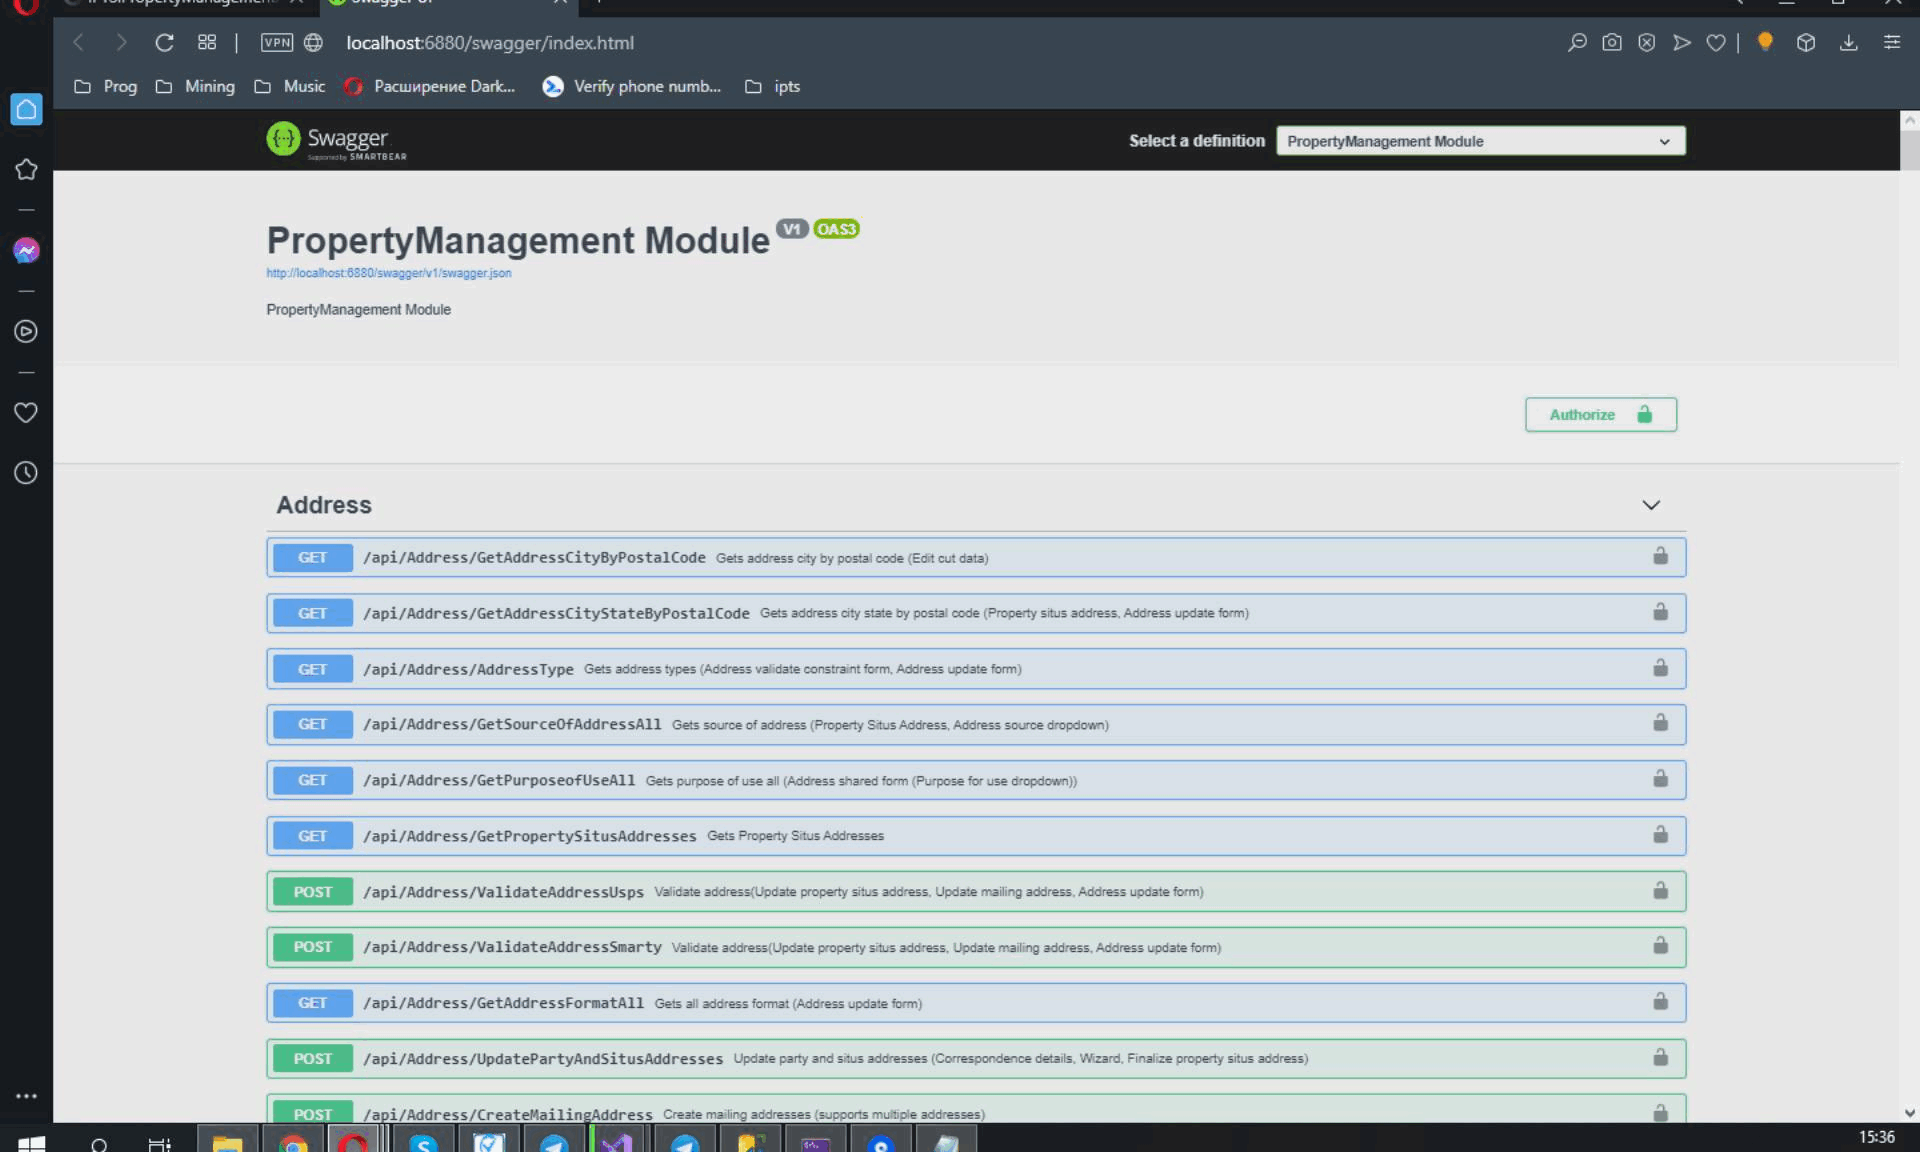 VPN localhost:6880/swagger/index.html
Prog Mining Music Расширение Dark... Verify phone numb... ipts
Swagger
Supported by SMARTBEAR
Select a definition PropertyManagement Module
PropertyManagement Module V1 OAS3
http://localhost:6880/swagger/v1/swagger.json
PropertyManagement Module
Authorize
Address
GET /api/Address/GetAddressCityByPostalCode Gets address city by postal code (Edit cut data)
GET /api/Address/GetAddressCityStateByPostalCode Gets address city state by postal code (Property situs address, Address update form)
GET /api/Address/AddressType Gets address types (Address validate constraint form, Address update form)
GET /api/Address/GetSourceOfAddressAll Gets source of address (Property Situs Address, Address source dropdown)
GET /api/Address/GetPurposeofUseAll Gets purpose of use all (Address shared form (Purpose for use dropdown))
GET /api/Address/GetPropertySitusAddresses Gets Property Situs Addresses
POST /api/Address/ValidateAddressUsps Validate address(Update property situs address, Update mailing address, Address update form)
POST /api/Address/ValidateAddressSmarty Validate address(Update property situs address, Update mailing address, Address update form)
GET /api/Address/GetAddressFormatAll Gets all address format (Address update form)
POST /api/Address/UpdatePartyAndSitusAddresses Update party and situs addresses (Correspondence details, Wizard, Finalize property situs address)
POST /api/Address/CreateMailingAddress Create mailing addresses (supports multiple addresses)
15:36